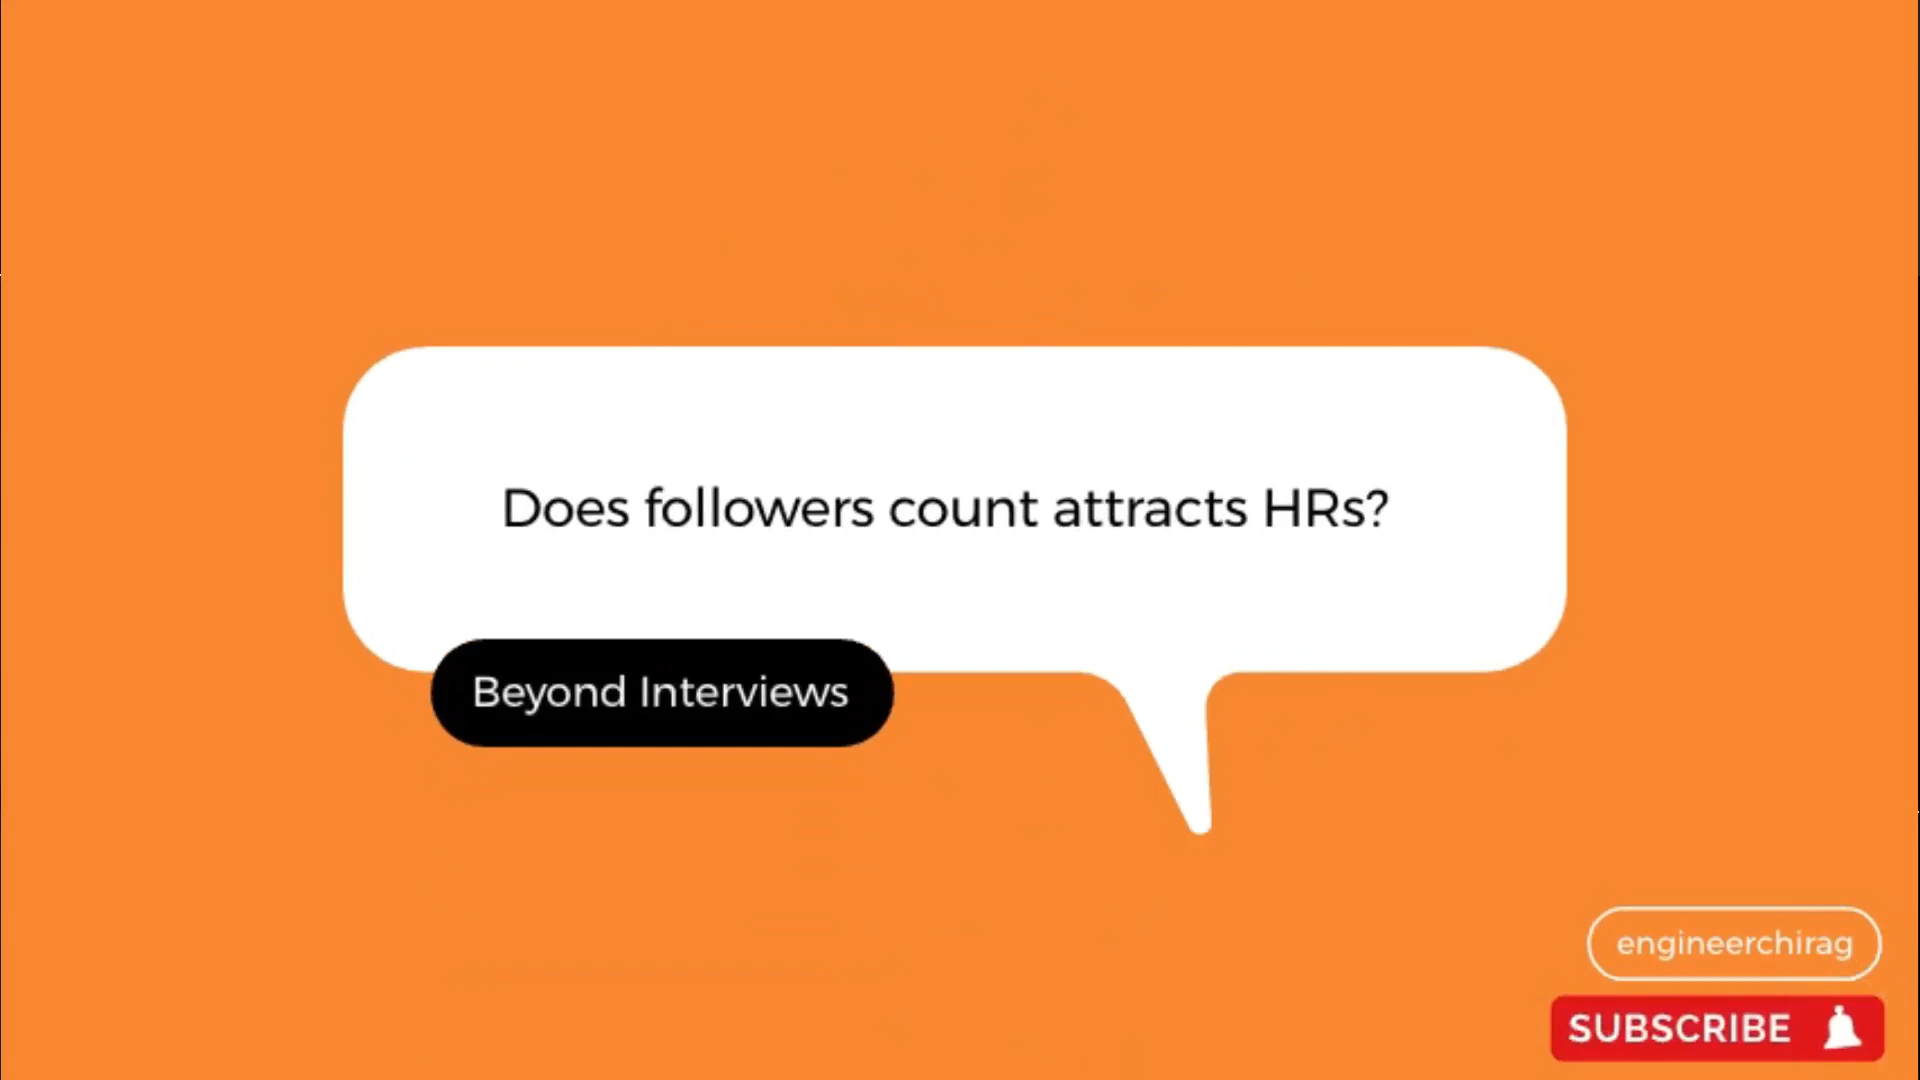 Does followers count attracts HRs?
Beyond Interviews
engineerchirag
SUBSCRIBE